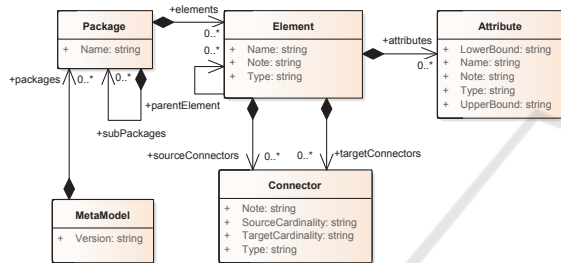 +elements
Package
+ Name: string
0..*
0..*
Element
+ Name: string
+ Note: string
+ Type: string
+attributes
0..*
Attribute
+ LowerBound: string
+ Name: string
+ Note: string
+ Type: string
+ UpperBound: string
+packages
0..*
0..*
+parentElement
+subPackages
+sourceConnectors
0..*
0..*
+targetConnectors
MetaModel
+ Version: string
Connector
+ Note: string
+ SourceCardinality: string
+ TargetCardinality: string
+ Type: string